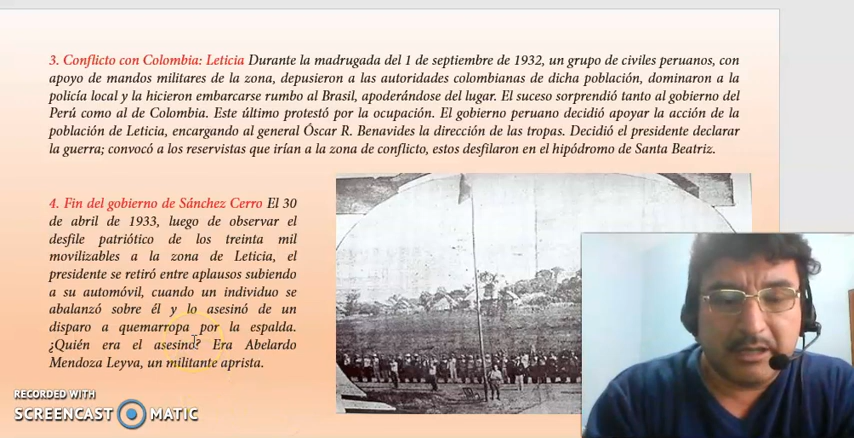 3. Conflicto con Colombia: Leticia Durante la madrugada del 1 de septiembre de 1932, un grupo de civiles peruanos, con
apoyo de mandos militares de la zona, depusieron a las autoridades colombianas de dicha población, dominaron a la
policía local y la hicieron embarcarse rumbo al Brasil, apoderándose del lugar. El suceso sorprendió tanto al gobierno del
Perú como al de Colombia. Este último protestó por la ocupación. El gobierno peruano decidió apoyar la acción de la
población de Leticia, encargando al general Óscar R. Benavides la dirección de las tropas. Decidió el presidente declarar
la guerra; convocó a los reservistas que irían a la zona de conflicto, estos desfilaron en el hipódromo de Santa Beatriz.
4. Fin del gobierno de Sánchez Cerro El 30
de abril de 1933, luego de observar el
desfile patriótico de los treinta mil
movilizables a la zona de Leticia, el
presidente se retiró entre aplausos subiendo
a su automóvil, cuando un individuo se
abalanzó sobre él y lo asesinó de un
disparo a quemarropa por la espalda.
¿Quién era el asesino? Era Abelardo
Mendoza Leyva, un militante aprista.
RECORDED WITH
SCREENCAST MATIC